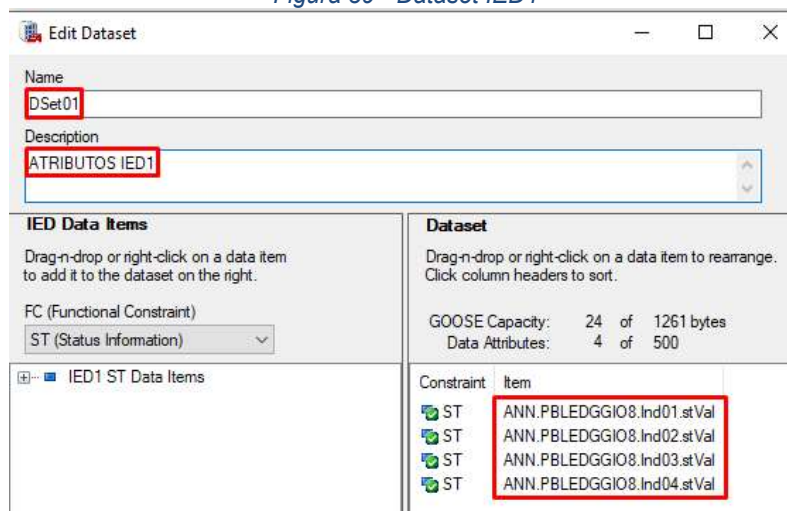 Edit Dataset
Name
DSet01
Description
ATRIBUTOS IED1
IED Data Items
Drag-n-drop or right-click on a data item
to add it to the dataset on the right.
FC (Functional Constraint)
ST (Status Information)
IED1 ST Data Items
Dataset
Drag-n-drop or right-click on a data item to rearrange.
Click column headers to sort.
GOOSE Capacity: 24 of 1261 bytes
Data Attributes: 4 of 500
Constraint Item
ST ANN.PBLEDGGIO8.Ind01.stVal
ST ANN.PBLEDGGIO8.Ind02.stVal
ST ANN.PBLEDGGIO8.Ind03.stVal
ST ANN.PBLEDGGIO8.Ind04.stVal